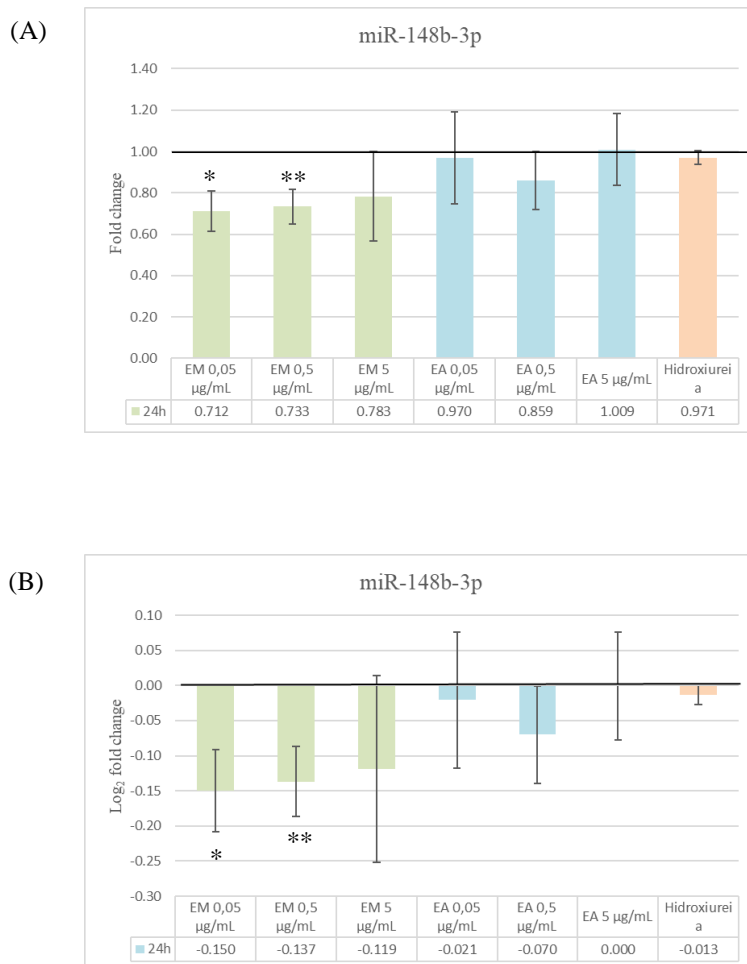 (A)
miR-148b-3p
Fold change
1.40
1.20
1.00
0.80
0.60
0.40
0.20
0.00
*
**
EM 0,05 µg/mL EM 0,5 µg/mL EM 5 µg/mL EA 0,05 µg/mL EA 0,5 µg/mL EA 5 µg/mL Hidroxiurei a
24h 0.712 0.733 0.783 0.970 0.859 1.009 0.971
(B)
miR-148b-3p
Log2 fold change
0.10
0.05
0.00
-0.05
-0.10
-0.15
-0.20
-0.25
-0.30
*
**
EM 0,05 µg/mL EM 0,5 µg/mL EM 5 µg/mL EA 0,05 µg/mL EA 0,5 µg/mL EA 5 µg/mL Hidroxiurei a
24h -0.150 -0.137 -0.119 -0.021 -0.070 0.000 -0.013